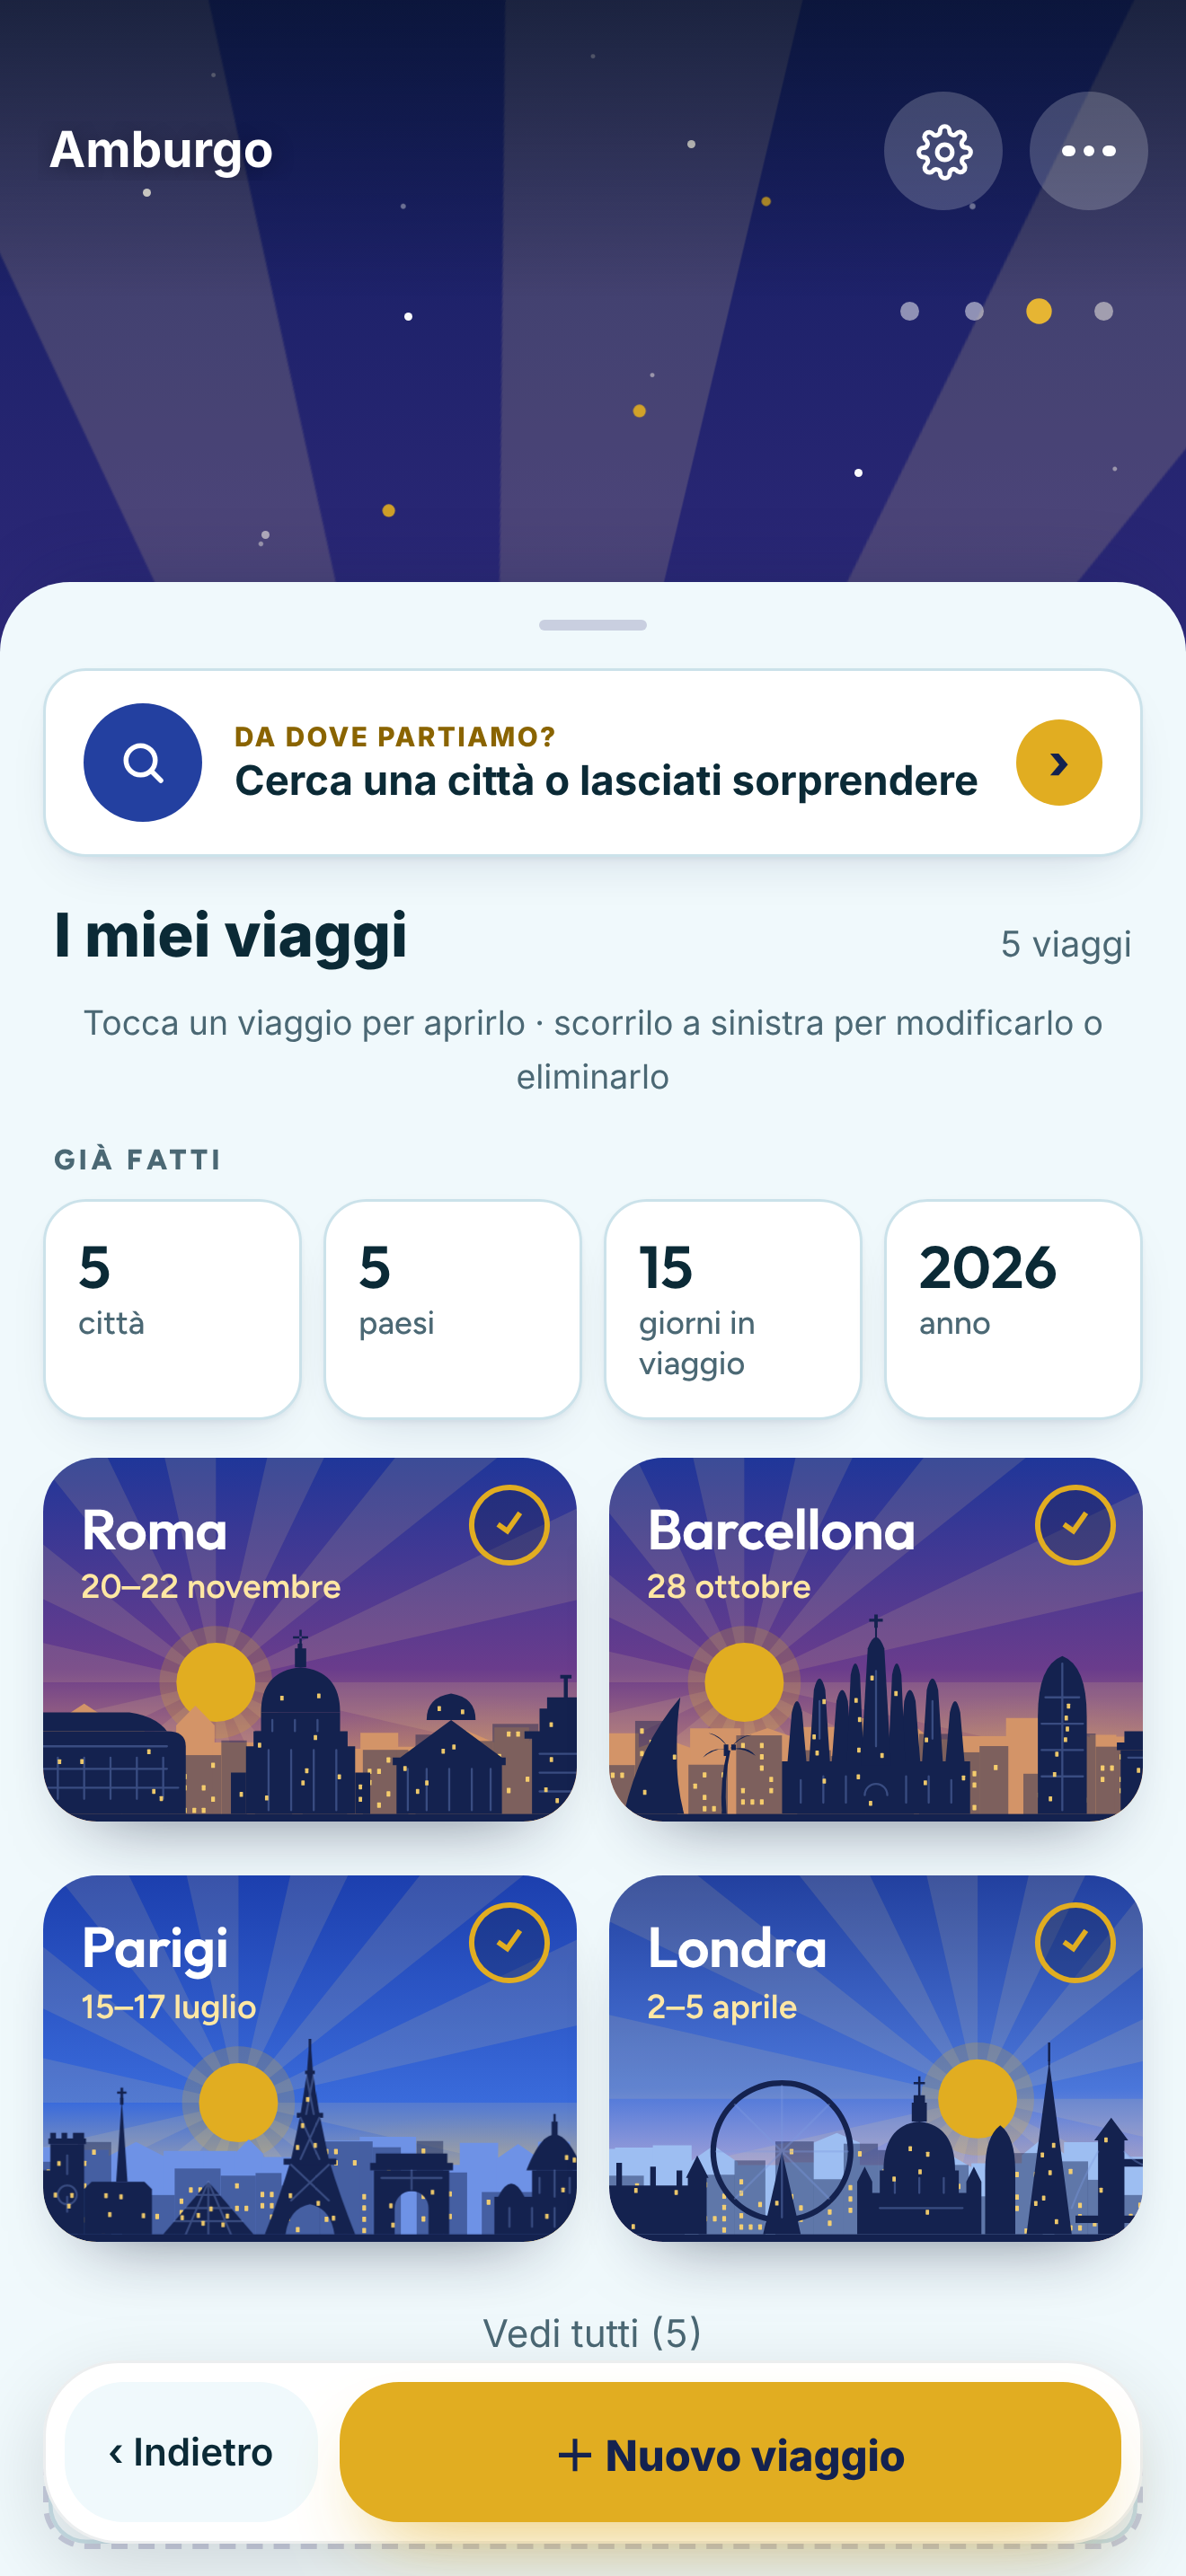 Amburgo
DA DOVE PARTIAMO?
Cerca una città o lasciati sorprendere
I miei viaggi
5 viaggi
Tocca un viaggio per aprirlo · scorrilo a sinistra per modificarlo o
eliminarlo
GIÀ FATTI
5
città
5
paesi
15
giorni in
viaggio
2026
anno
Roma
20–22 novembre
Barcellona
28 ottobre
Parigi
15–17 luglio
Londra
2–5 aprile
Vedi tutti (5)
‹ Indietro
+ Nuovo viaggio